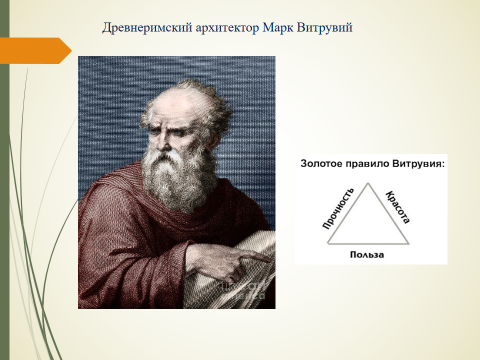 Древнеримский архитектор Марк Витрувий
Золотое правило Витрувия:
Прочность
Красота
Польза